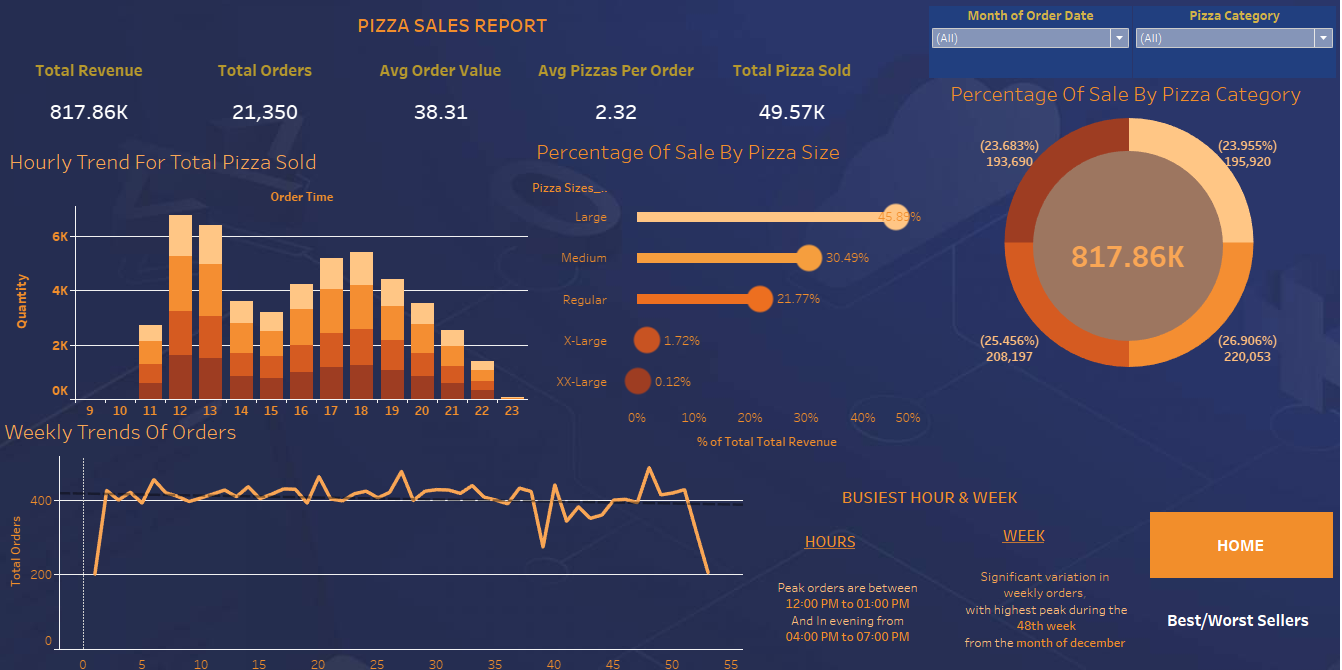 PIZZA SALES REPORT
Month of Order Date
Pizza Category
(All)
(All)
Total Revenue
Total Orders
Avg Order Value
Avg Pizzas Per Order
Total Pizza Sold
817.86K
21,350
38.31
2.32
49.57K
Hourly Trend For Total Pizza Sold
Order Time
Quantity
6K
4K
2K
0K
9 10 11 12 13 14 15 16 17 18 19 20 21 22 23
Percentage Of Sale By Pizza Size
Pizza Sizes_..
Large 45.89%
Medium 30.49%
Regular 21.77%
X-Large 1.72%
XX-Large 0.12%
0% 10% 20% 30% 40% 50%
% of Total Total Revenue
Percentage Of Sale By Pizza Category
(23.683%)
193,690
(23.955%)
195,920
817.86K
(25.456%)
208,197
(26.906%)
220,053
Weekly Trends Of Orders
Total Orders
400
200
0
0 5 10 15 20 25 30 35 40 45 50 55
BUSIEST HOUR & WEEK
HOURS
Peak orders are between
12:00 PM to 01:00 PM
And In evening from
04:00 PM to 07:00 PM
WEEK
Significant variation in
weekly orders,
with highest peak during the
48th week
from the month of december
HOME
Best/Worst Sellers